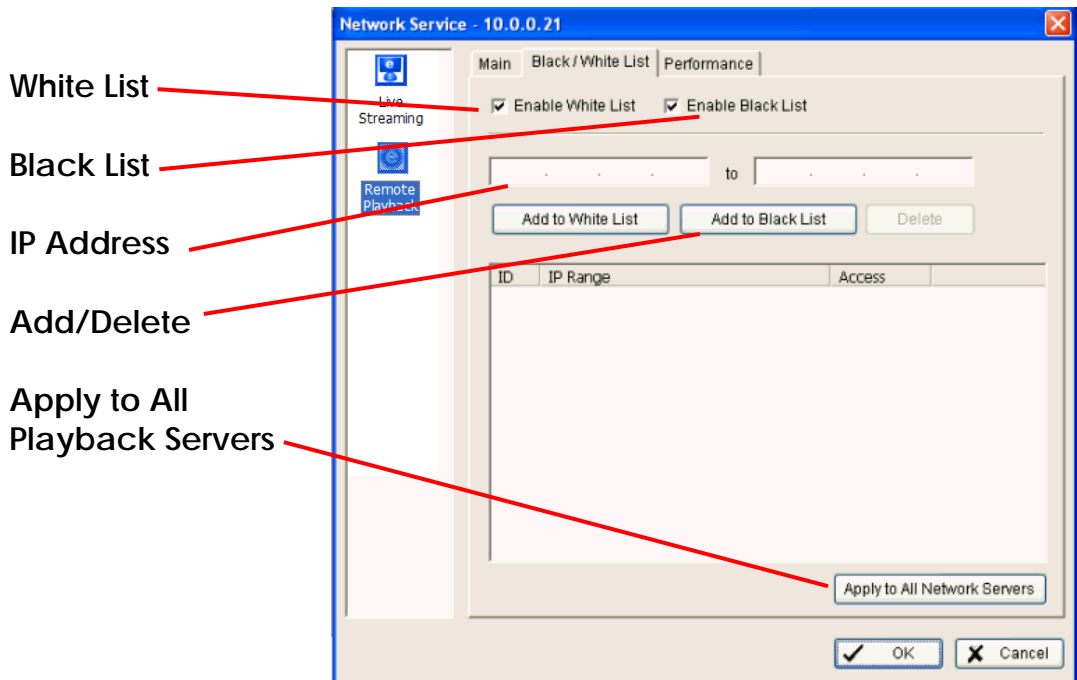 Network Service - 10.0.0.21
White List
Black List
IP Address
Add/Delete
Apply to All
Playback Servers
Live
Streaming
Remote
Playback
Main Black / White List Performance
Enable White List Enable Black List
. . . to . . .
Add to White List Add to Black List Delete
ID IP Range Access
Apply to All Network Servers
OK Cancel